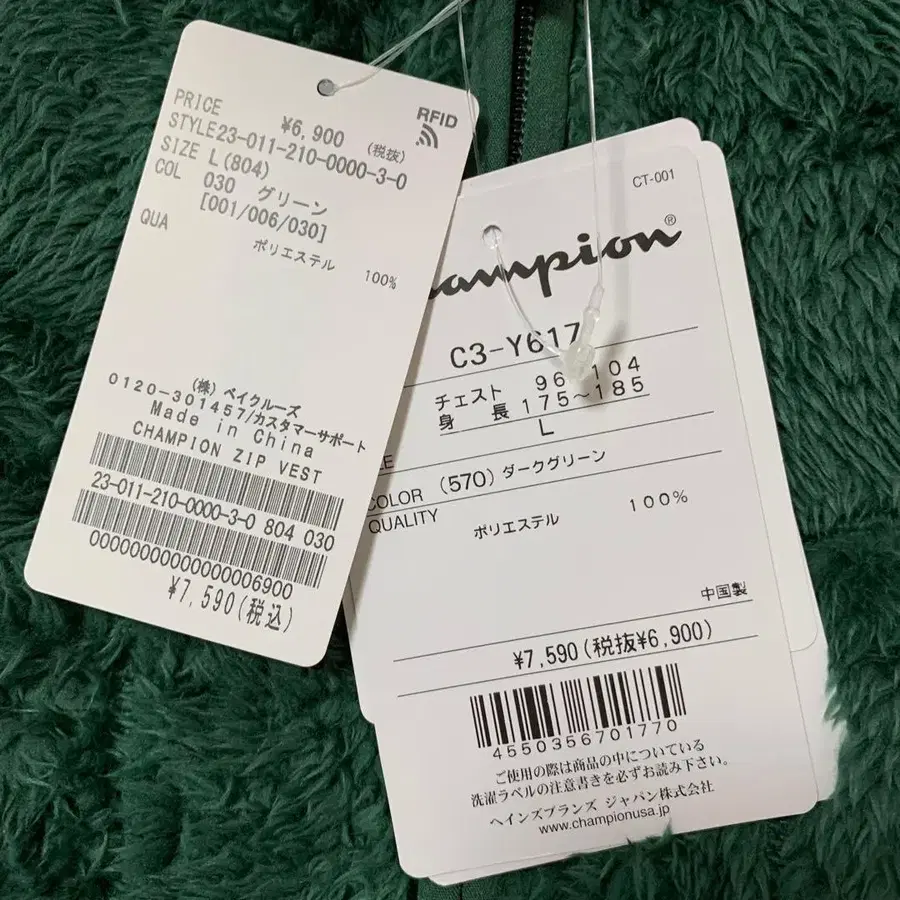 PRICE ¥6,900 (税抜)
RFID
STYLE23-011-210-0000-3-0
SIZE L(804)
COL 030 グリーン
[001/006/030]
QUA ポリエステル 100%
(株)ベイクルーズ
0120-301457/カスタマーサポート
Made in China
CHAMPION ZIP VEST
23-011-210-0000-3-0 804 030
00000000000000006900
¥7,590(税込)
CT-001
hampion®
C3-Y617
チェスト 96 104
身長 175~185
L
COLOR (570) ダークグリーン
QUALITY
ポリエステル 100%
中国製
¥7,590(税抜¥6,900)
4550356701770
ご使用の際は商品の中についている
洗濯ラベルの注意書きを必ずお読み下さい。
ヘインズブランズ ジャパン株式会社
www.championusa.jp